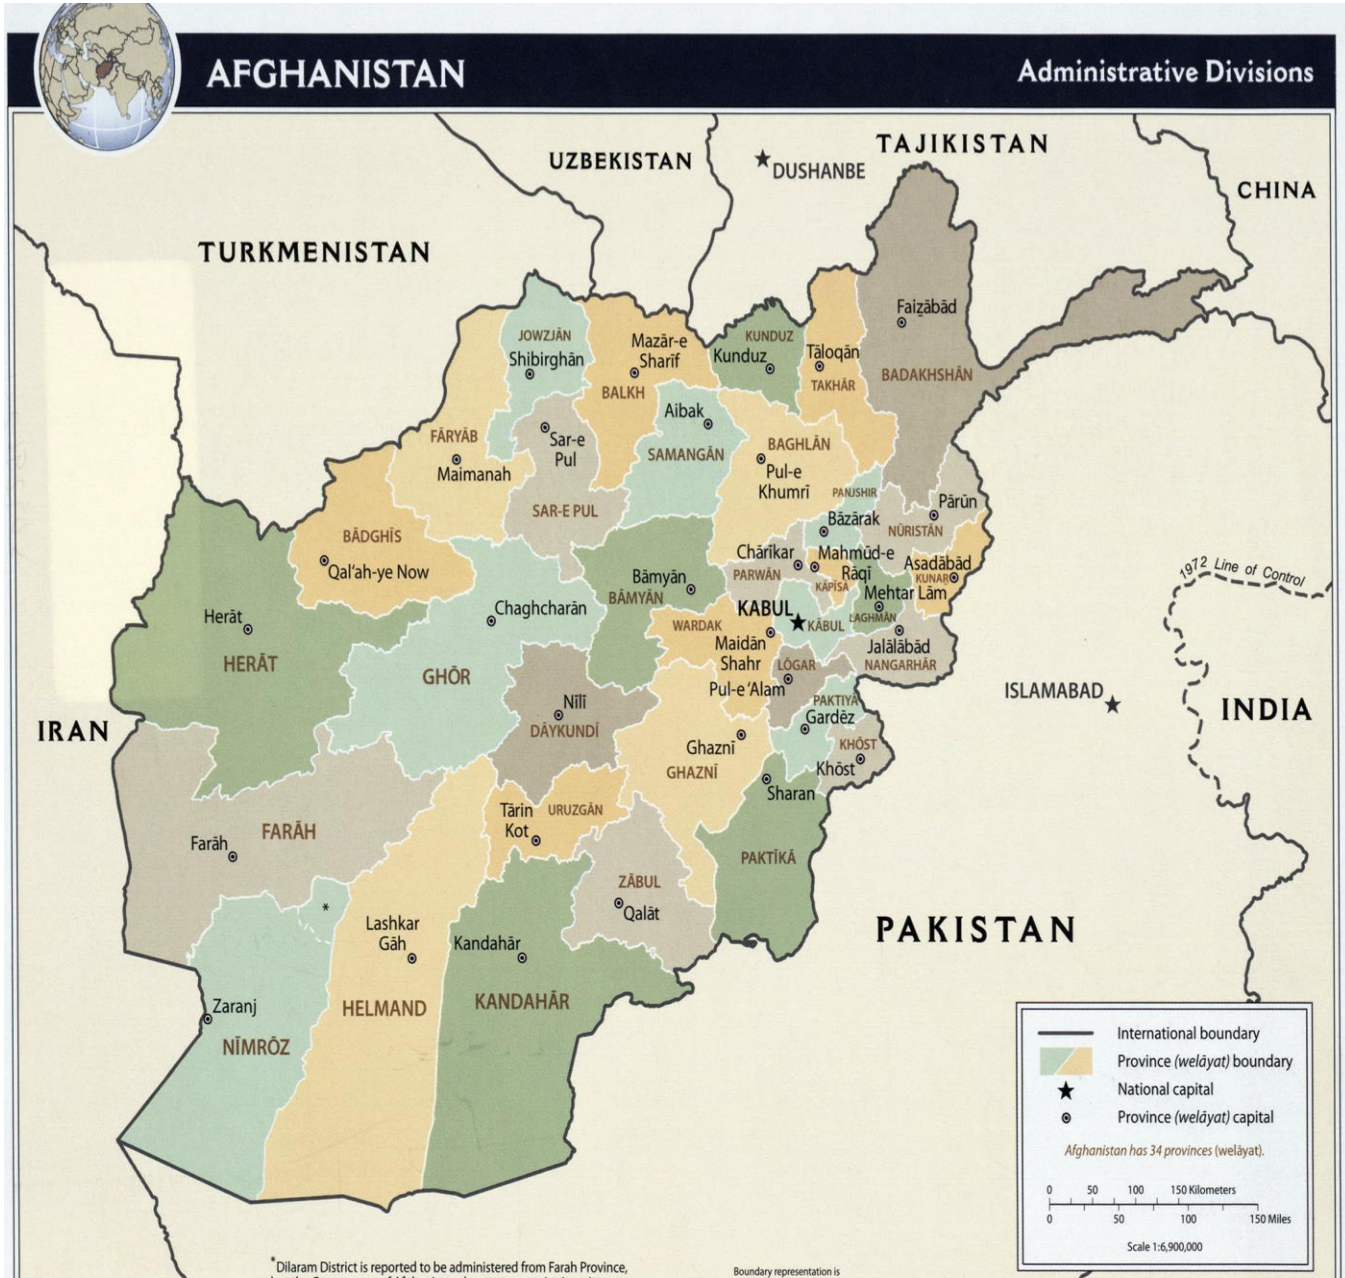 AFGHANISTAN
Administrative Divisions
UZBEKISTAN
DUSHANBE
TAJIKISTAN
CHINA
TURKMENISTAN
JOWZJĀN
Shibirghān
Mazār-e
Sharīf
BALKH
KUNDUZ
Kunduz
Tāloqān
TAKHĀR
Faiẕābād
BADAKHSHĀN
FĀRYĀB
Maimanah
Sar-e
Pul
SAR-E PUL
Aibak
SAMANGĀN
BAGHLĀN
Pul-e
Khumrī
PANJSHIR
Bāzārak
Pārūn
NŪRISTĀN
BĀDGHĪS
Qal‘ah-ye Now
Chārīkar
PARWĀN
Mahmūd-e
Rāqī
KĀPĪSĀ
Asadābād
KUNAṞ
Mehtar Lām
LAGHMĀN
1972 Line of Control
Herāt
HERĀT
Chaghcharān
GHŌR
Bāmyān
BĀMYĀN
KABUL
KĀBUL
WARDAK
Maidān
Shahr
Jalālābād
NANGARHĀR
LŌGAR
Pul-e ‘Alam
ISLAMABAD
INDIA
IRAN
Nīlī
DĀYKUNDĪ
PAKTIYĀ
Gardēz
Ghaznī
GHAZNĪ
KHŌST
Khōst
Sharan
Tārin
Kot
URUZGĀN
FARĀH
Farāh
PAKTĪKĀ
ZĀBUL
Qalāt
*
Lashkar
Gāh
Kandahār
PAKISTAN
Zaranj
NĪMRŌZ
HELMAND
KANDAHĀR
International boundary
Province (welāyat) boundary
National capital
Province (welāyat) capital
Afghanistan has 34 provinces (welāyat).
0 50 100 150 Kilometers
0 50 100 150 Miles
Scale 1:6,900,000
*Dilaram District is reported to be administered from Farah Province,
Boundary representation is